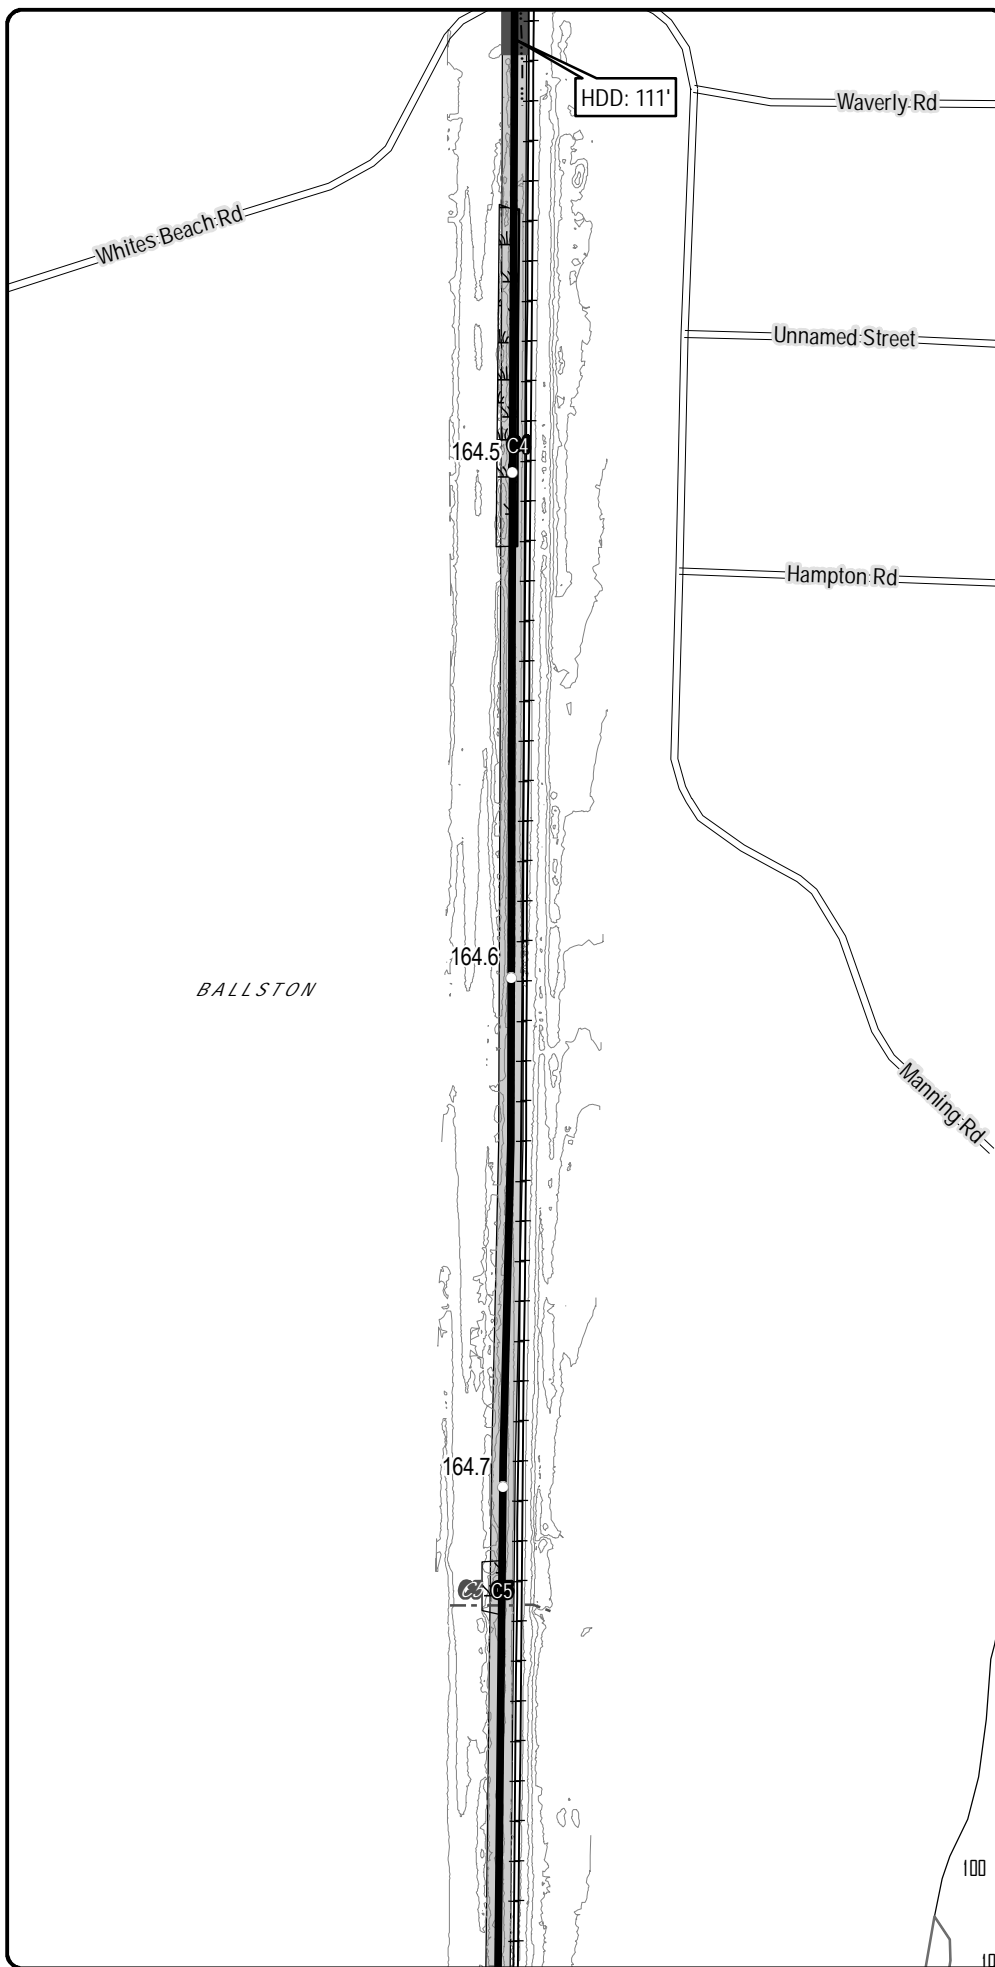 HDD: 111'
Waverly Rd
Whites Beach Rd
Unnamed Street
164.5
C4
Hampton Rd
164.6
BALLSTON
Manning Rd
164.7
C5
100